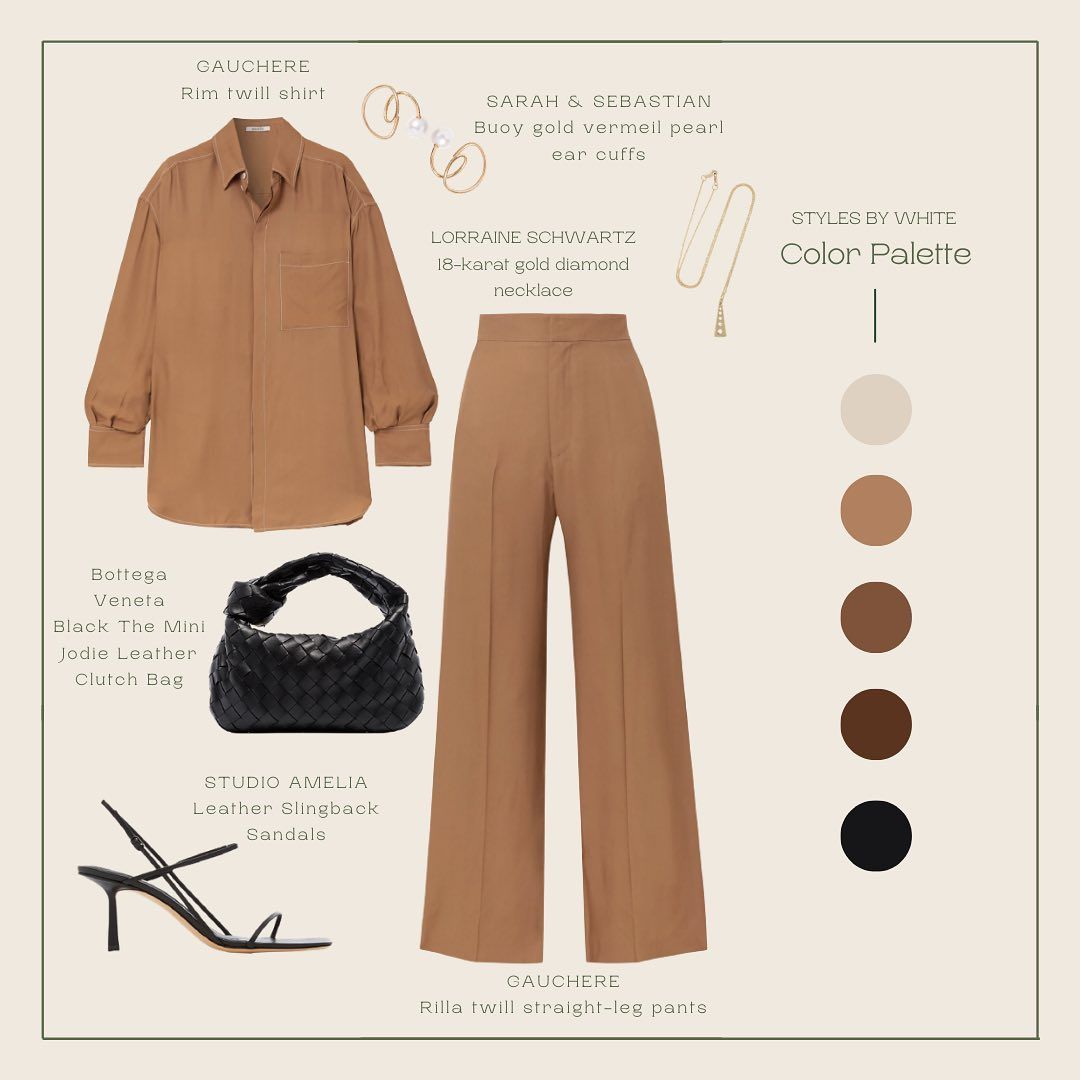 GAUCHERE
Rim twill shirt
SARAH & SEBASTIAN
Buoy gold vermeil pearl
ear cuffs
LORRAINE SCHWARTZ
18-karat gold diamond
necklace
STYLES BY WHITE
Color Palette
Bottega
Veneta
Black The Mini
Jodie Leather
Clutch Bag
STUDIO AMELIA
Leather Slingback
Sandals
GAUCHERE
Rilla twill straight-leg pants